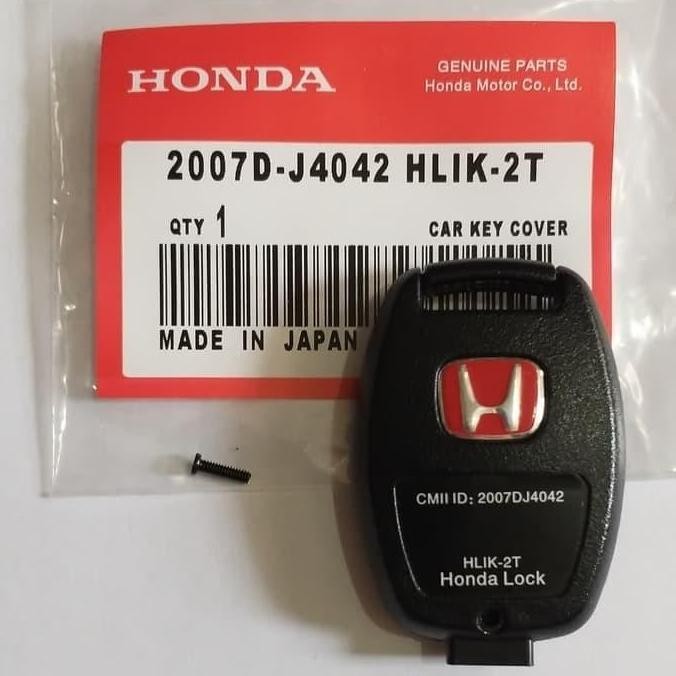 HONDA
GENUINE PARTS
Honda Motor Co., Ltd.
2007D-J4042 HLIK-2T
QTY 1
CAR KEY COVER
MADE IN JAPAN
CMII ID: 2007DJ4042
HLIK-2T
Honda Lock